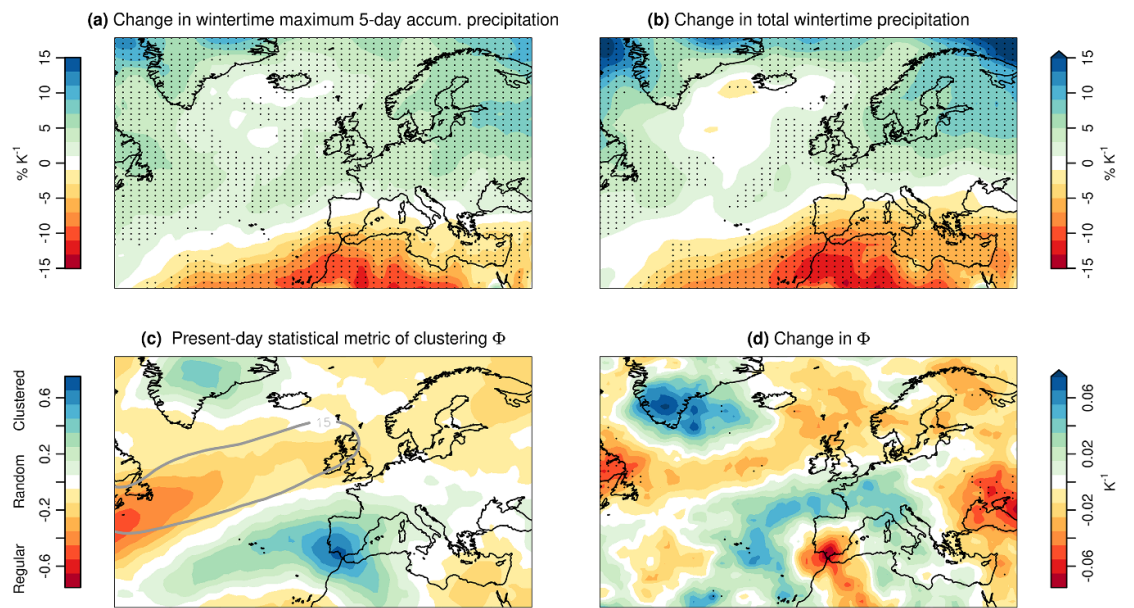 (a) Change in wintertime maximum 5-day accum. precipitation
(b) Change in total wintertime precipitation
15
10
5
0
-5
-10
-15
% K⁻¹
15
10
5
0
-5
-10
-15
% K⁻¹
(c) Present-day statistical metric of clustering Φ
(d) Change in Φ
Clustered
Random
Regular
0.6
0.2
-0.2
-0.6
15
0.06
0.02
-0.02
-0.06
K⁻¹